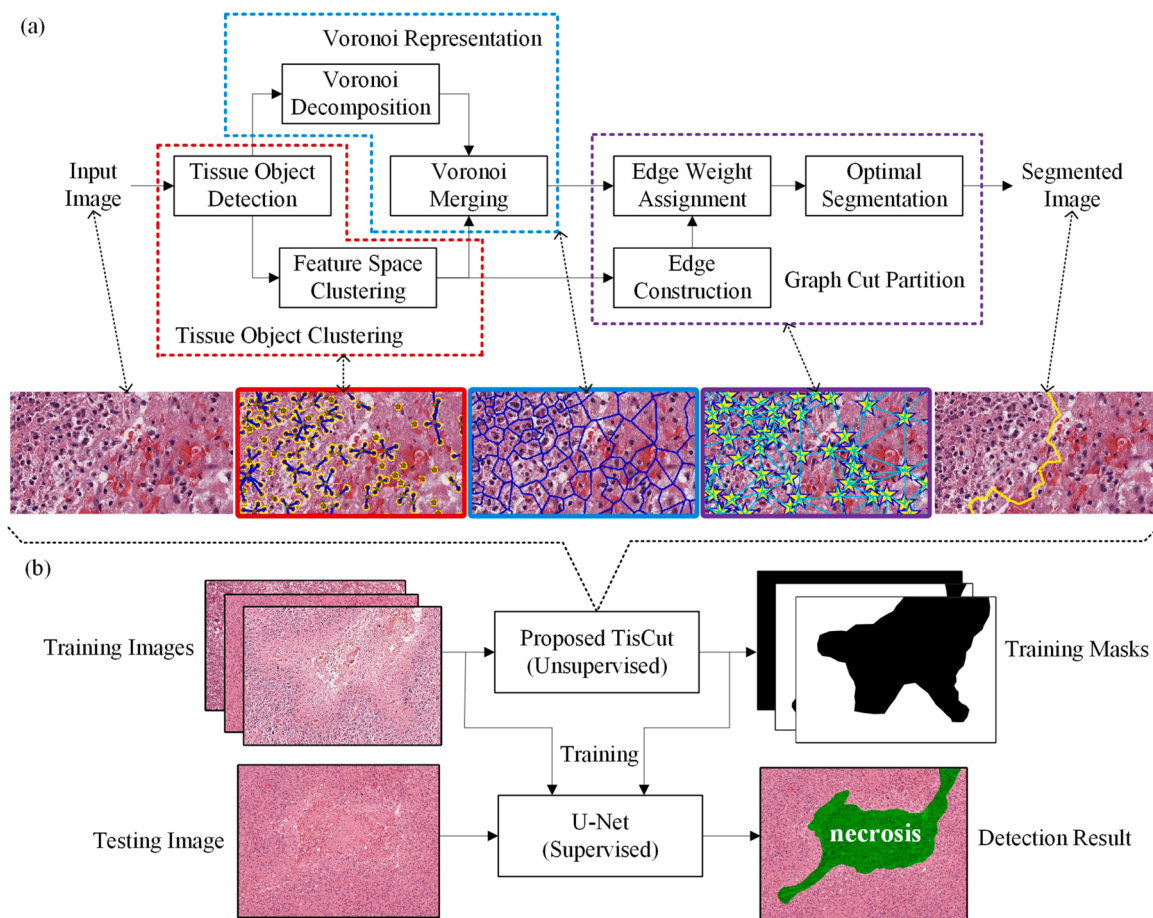 (a)
Voronoi Representation
Voronoi
Decomposition
Input
Image
Tissue Object
Detection
Voronoi
Merging
Edge Weight
Assignment
Optimal
Segmentation
Segmented
Image
Feature Space
Clustering
Edge
Construction
Graph Cut Partition
Tissue Object Clustering
(b)
Training Images
Proposed TisCut
(Unsupervised)
Training Masks
Training
Testing Image
U-Net
(Supervised)
necrosis
Detection Result